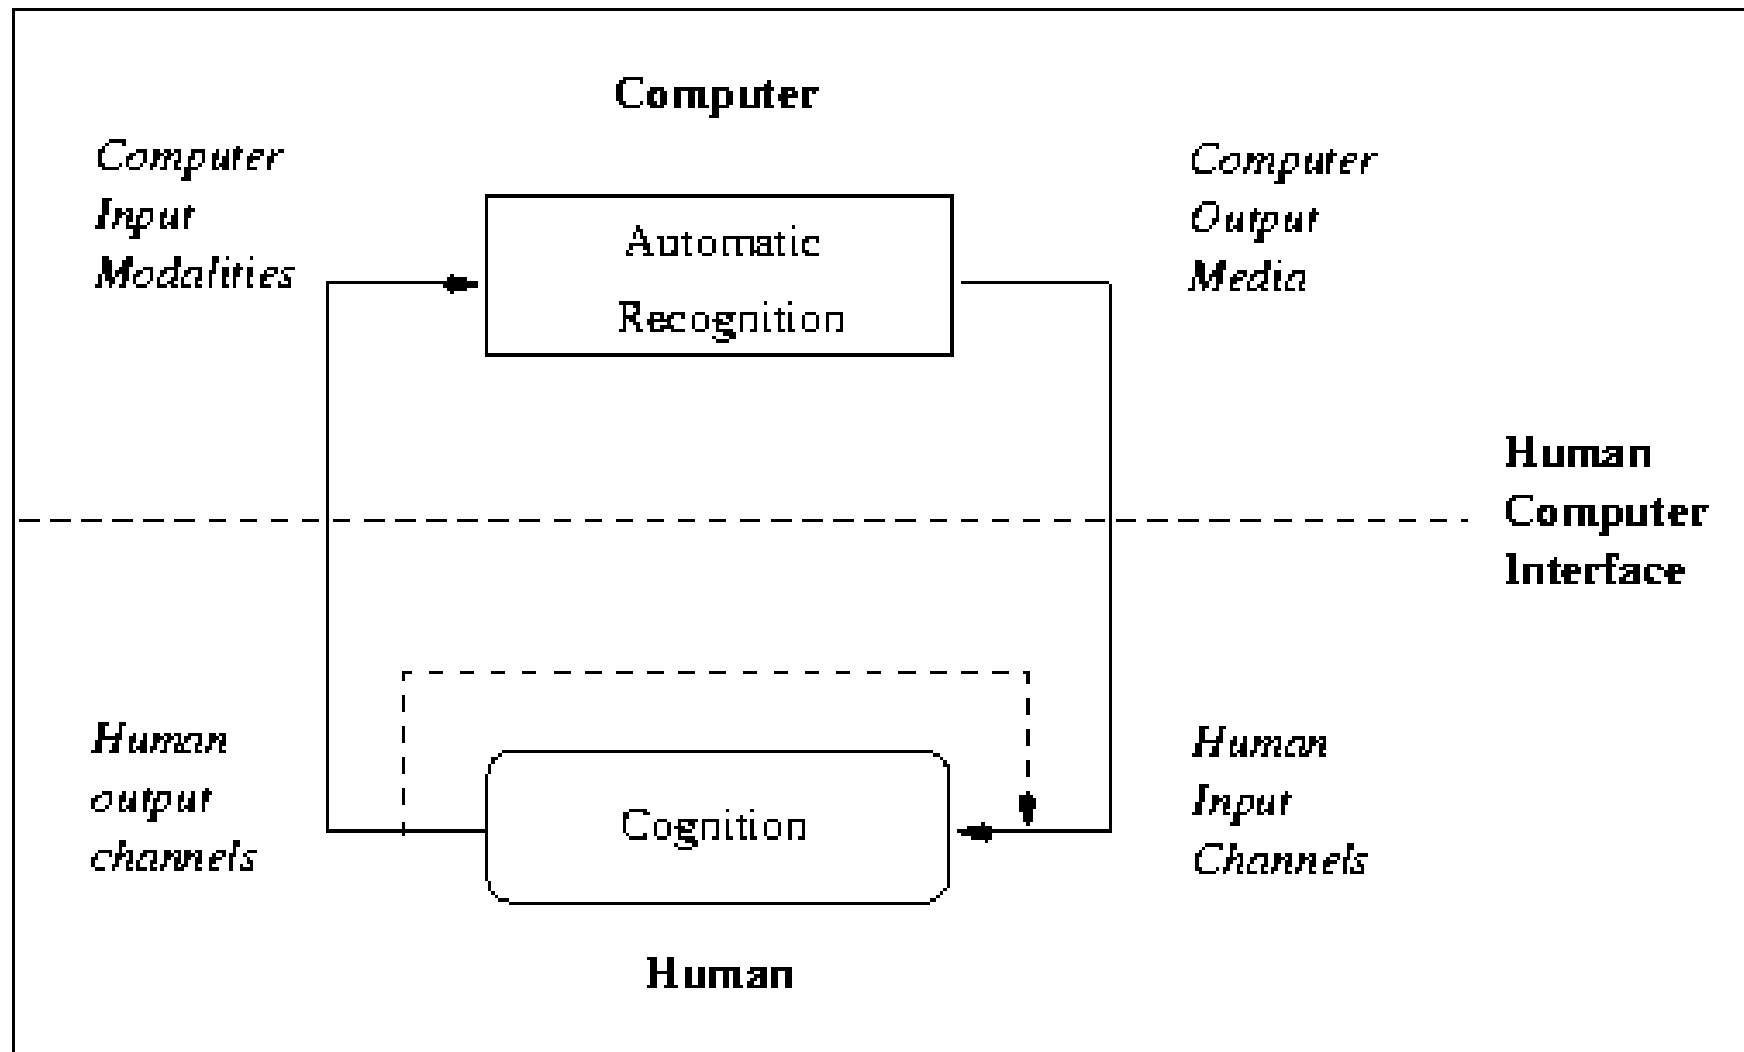 Computer
Computer
Input
Modalities
Automatic
Recognition
Computer
Output
Media
Human
Computer
Interface
Human
output
channels
Cognition
Human
Input
Channels
Human